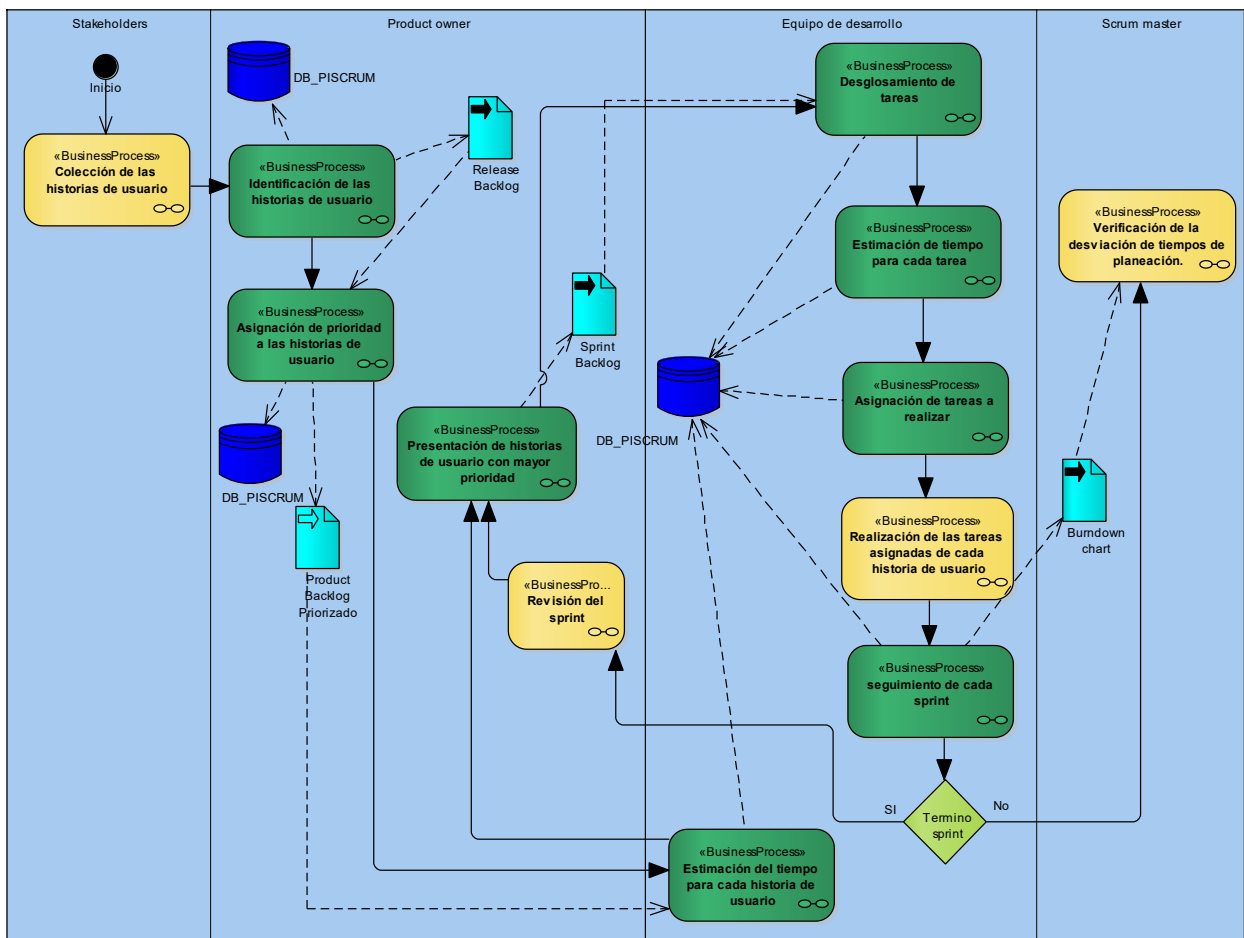 Stakeholders
Product owner
Equipo de desarrollo
Scrum master
Inicio
«BusinessProcess»
Colección de las
historias de usuario
DB_PISCRUM
«BusinessProcess»
Identificación de las
historias de usuario
Release
Backlog
«BusinessProcess»
Asignación de prioridad
a las historias de
usuario
DB_PISCRUM
Product
Backlog
Priorizado
Sprint
Backlog
«BusinessProcess»
Presentación de historias
de usuario con mayor
prioridad
«BusinessPro...
Revisión del
sprint
«BusinessProcess»
Desglosamiento de
tareas
«BusinessProcess»
Estimación de tiempo
para cada tarea
DB_PISCRUM
«BusinessProcess»
Asignación de tareas a
realizar
«BusinessProcess»
Realización de las tareas
asignadas de cada
historia de usuario
«BusinessProcess»
seguimiento de cada
sprint
SI
Termino
sprint
No
«BusinessProcess»
Estimación del tiempo
para cada historia de
usuario
«BusinessProcess»
Verificación de la
desviación de tiempos de
planeación.
Burndown
chart